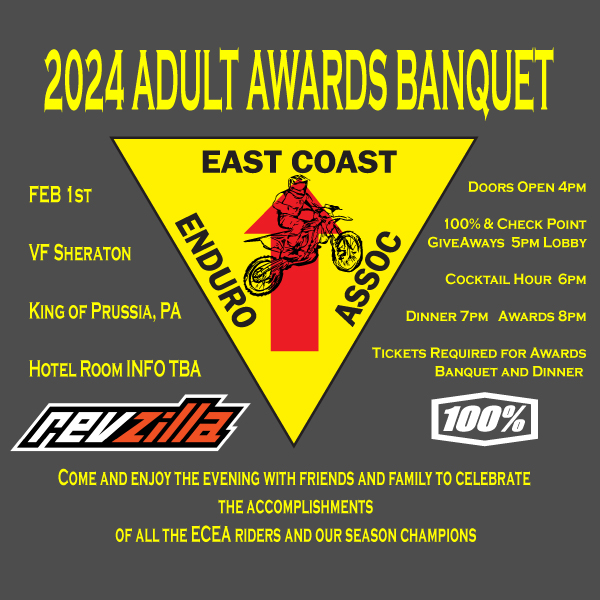 2024 ADULT AWARDS BANQUET
EAST COAST
ENDURO
ASSOC
FEB 1ST
VF SHERATON
KING OF PRUSSIA, PA
HOTEL ROOM INFO TBA
revzilla
DOORS OPEN 4PM
100% & CHECK POINT
GIVEAWAYS 5PM LOBBY
COCKTAIL HOUR 6PM
DINNER 7PM AWARDS 8PM
TICKETS REQUIRED FOR AWARDS
BANQUET AND DINNER
100%
COME AND ENJOY THE EVENING WITH FRIENDS AND FAMILY TO CELEBRATE
THE ACCOMPLISHMENTS
OF ALL THE ECEA RIDERS AND OUR SEASON CHAMPIONS